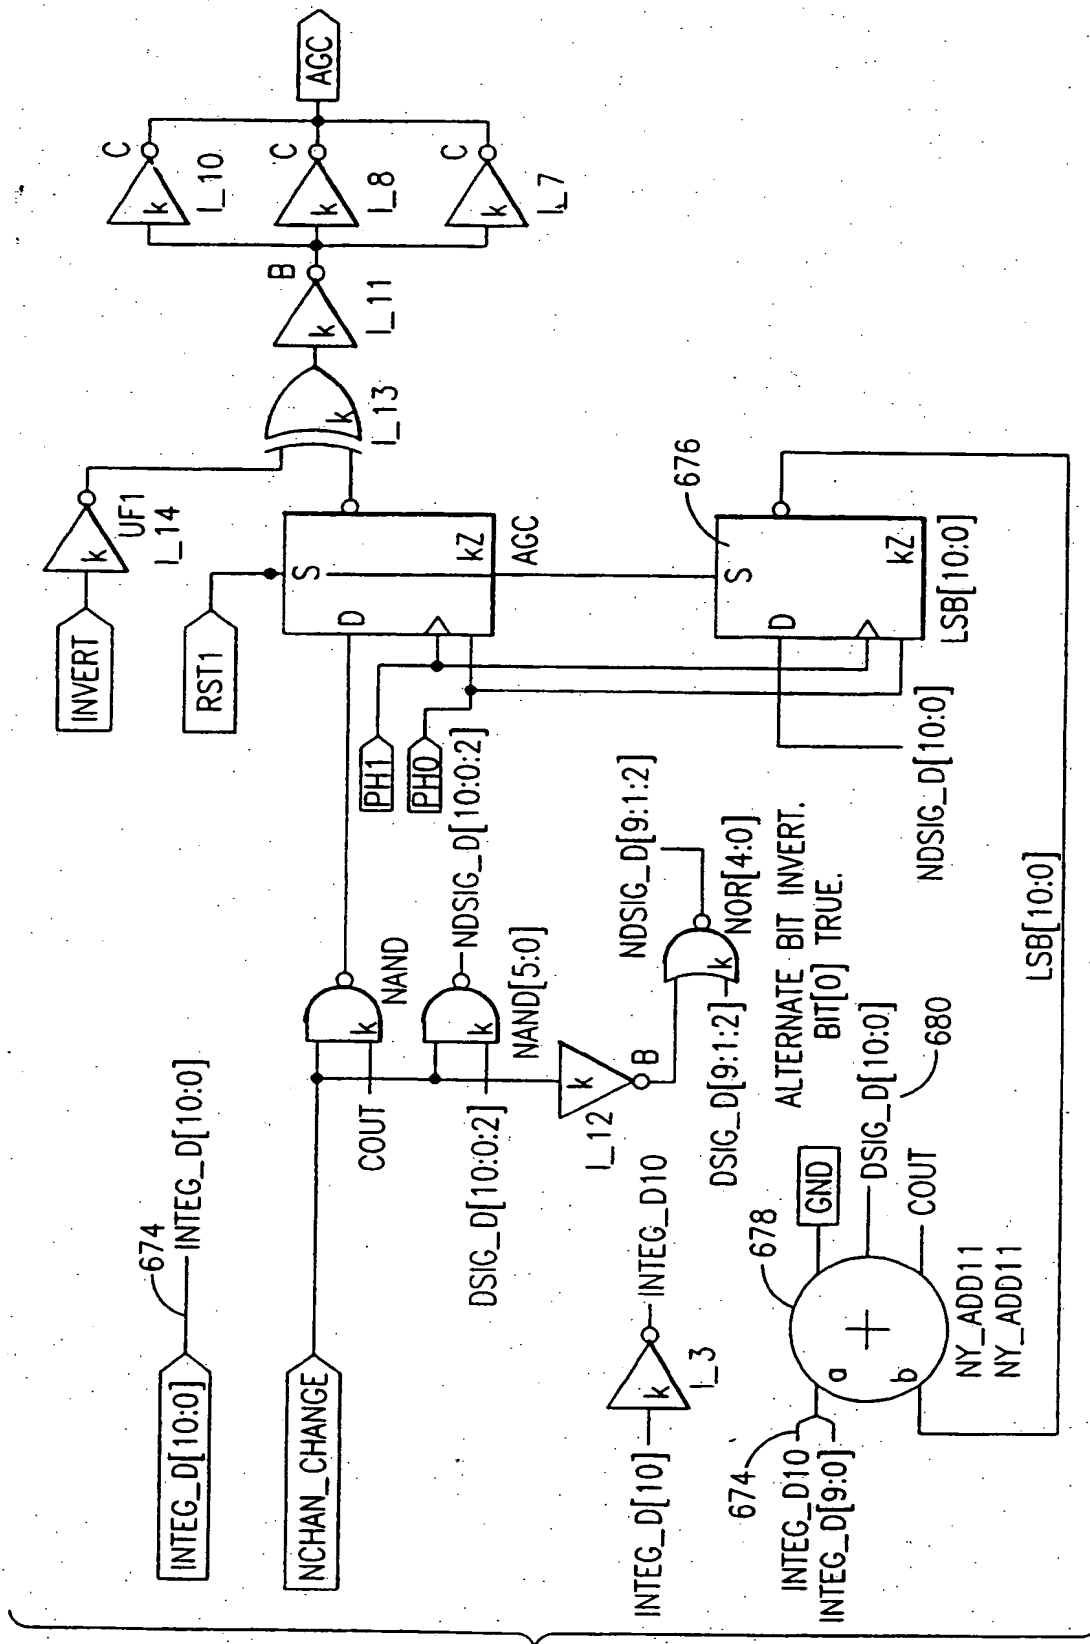 INTEG_D[10:0]
674
INTEG_D[10:0]
NCHAN_CHANGE
COUT
k
NAND
DSIG_D[10:0:2]
k
NDSIG_D[10:0:2]
NAND[5:0]
k
B
I_12
NDSIG_D[9:1:2]
DSIG_D[9:1:2]
k
NOR[4:0]
ALTERNATE BIT INVERT.
BIT[0] TRUE.
INTEG_D[10]
k
I_3
INTEG_D10
674
INTEG_D10
INTEG_D[9:0]
a
b
+
678
GND
DSIG_D[10:0]
680
COUT
NY_ADD11
NY_ADD11
LSB[10:0]
INVERT
k
UF1
I_14
RST1
PH1
PH0
D
S
kZ
AGC
676
D
S
kZ
LSB[10:0]
NDSIG_D[10:0]
k
I_13
k
B
I_11
k
C
I_10
k
C
I_8
k
C
I_7
AGC